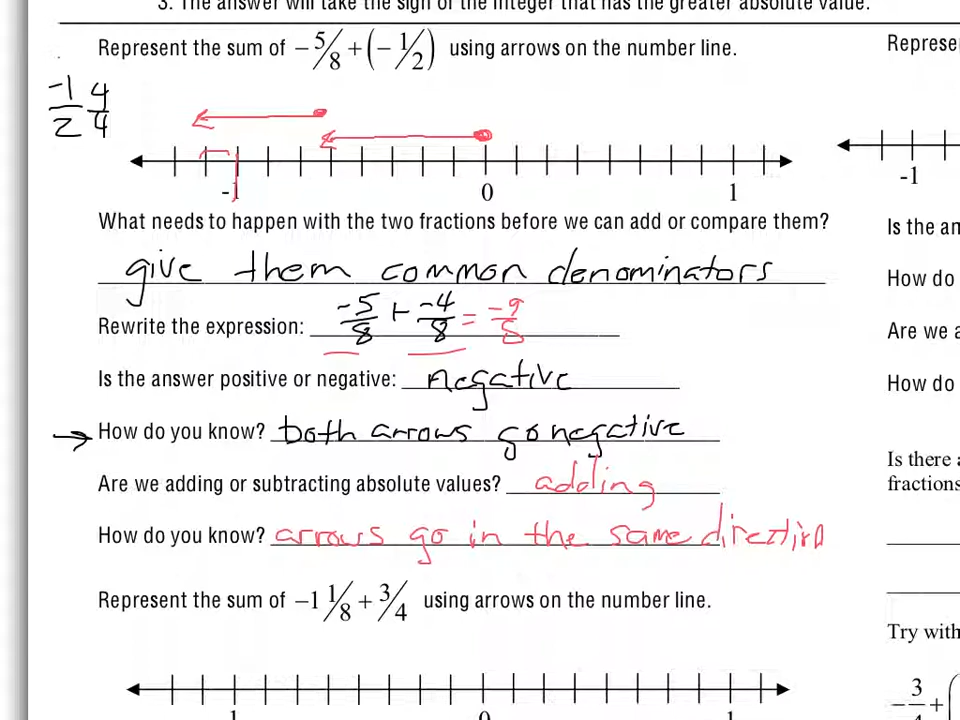 3. The answer will take the sign of the integer that has the greater absolute value.
Represent the sum of −5/8 + (−1/2) using arrows on the number line.
-1/2 4/4
-1 0 1
What needs to happen with the two fractions before we can add or compare them?
give them common denominators
Rewrite the expression: -5/8 + -4/8 = -9/8
Is the answer positive or negative: negative
How do you know? both arrows go negative
Are we adding or subtracting absolute values? adding
How do you know? arrows go in the same direction
Represent the sum of −1 1/8 + 3/4 using arrows on the number line.
-1 0 1
Represe
-1
Is the an
How do
Are we a
How do
Is there a
fractions
Try with
−3/4 + (